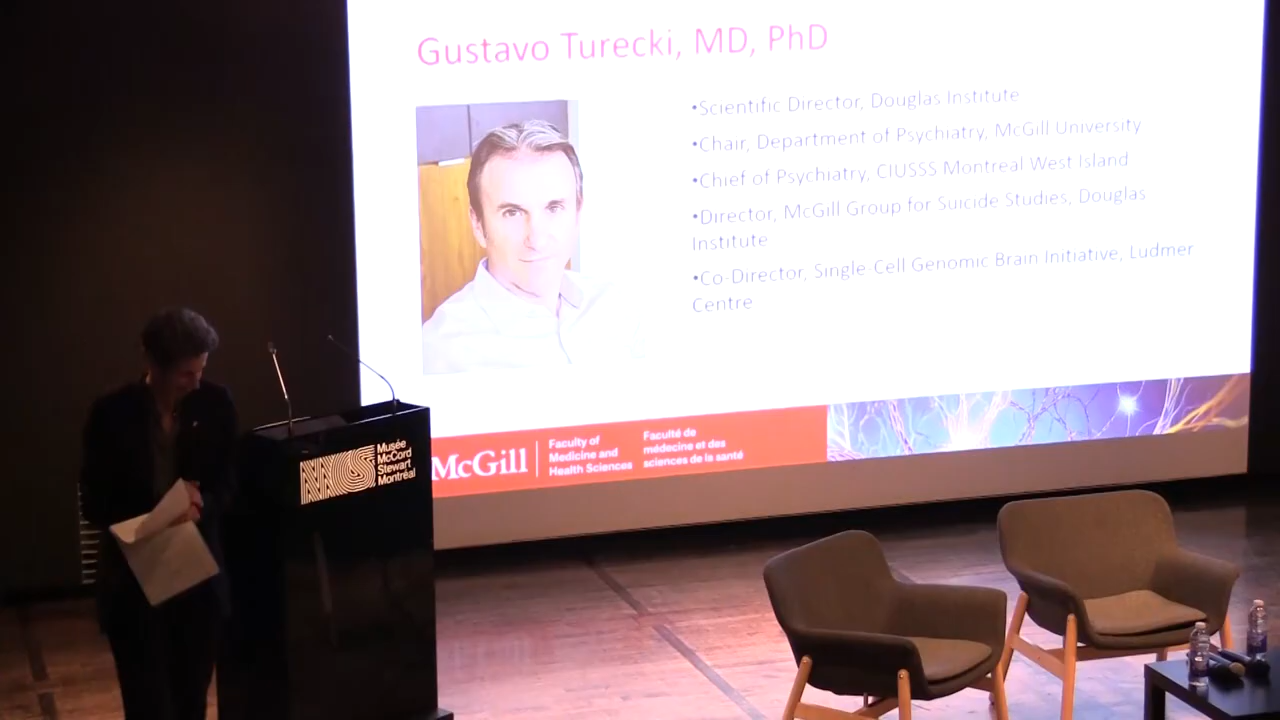 Gustavo Turecki, MD, PhD
•Scientific Director, Douglas Institute
•Chair, Department of Psychiatry, McGill University
•Chief of Psychiatry, CIUSSS Montreal West Island
•Director, McGill Group for Suicide Studies, Douglas
Institute
•Co-Director, Single-Cell Genomic Brain Initiative, Ludmer
Centre
McGill
Faculty of
Medicine and
Health Sciences
Faculté de
médecine et des
sciences de la santé
Musée
McCord
Stewart
Montréal